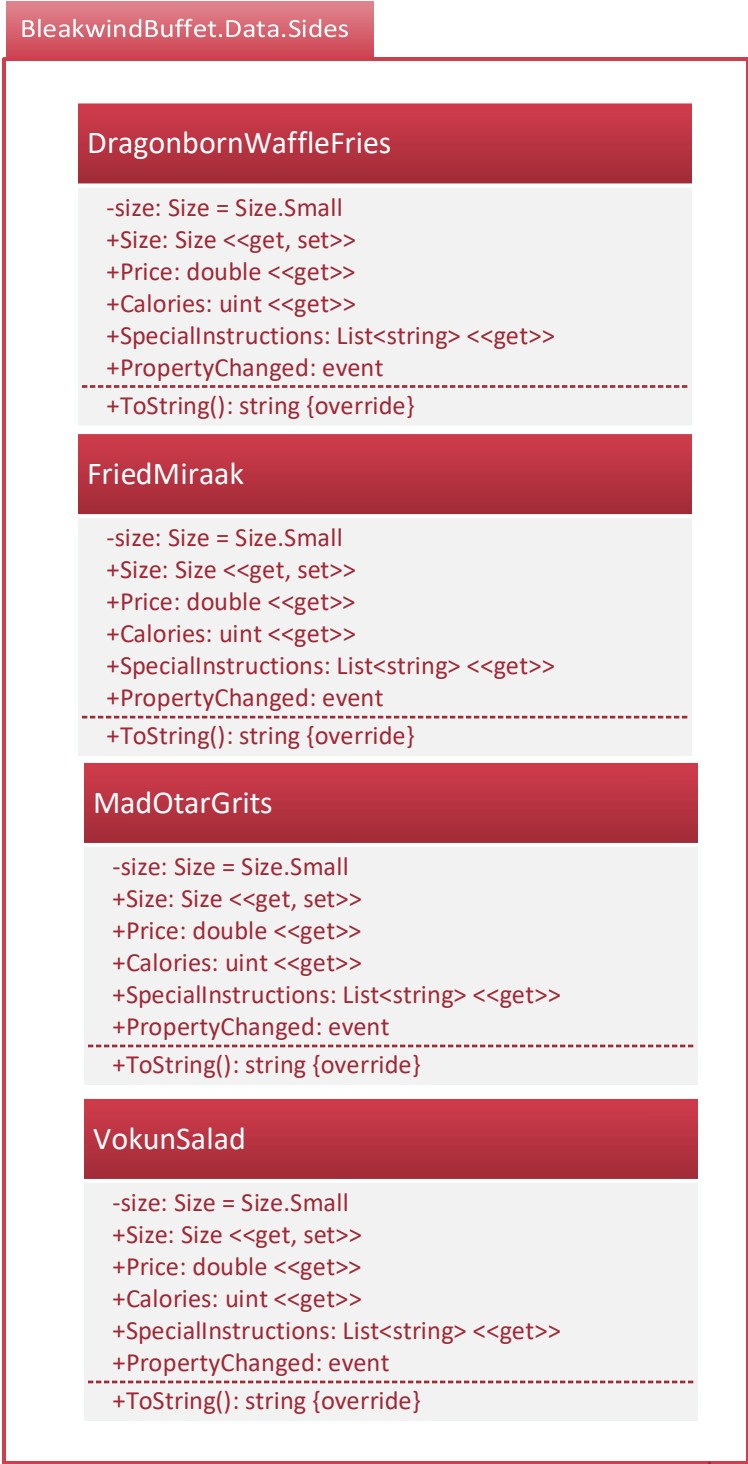 BleakwindBuffet.Data.Sides
DragonbornWaffleFries
-size: Size = Size.Small
+Size: Size <<get, set>>
+Price: double <<get>>
+Calories: uint <<get>>
+SpecialInstructions: List<string> <<get>>
+PropertyChanged: event
+ToString(): string {override}
FriedMiraak
-size: Size = Size.Small
+Size: Size <<get, set>>
+Price: double <<get>>
+Calories: uint <<get>>
+SpecialInstructions: List<string> <<get>>
+PropertyChanged: event
+ToString(): string {override}
MadOtarGrits
-size: Size = Size.Small
+Size: Size <<get, set>>
+Price: double <<get>>
+Calories: uint <<get>>
+SpecialInstructions: List<string> <<get>>
+PropertyChanged: event
+ToString(): string {override}
VokunSalad
-size: Size = Size.Small
+Size: Size <<get, set>>
+Price: double <<get>>
+Calories: uint <<get>>
+SpecialInstructions: List<string> <<get>>
+PropertyChanged: event
+ToString(): string {override}